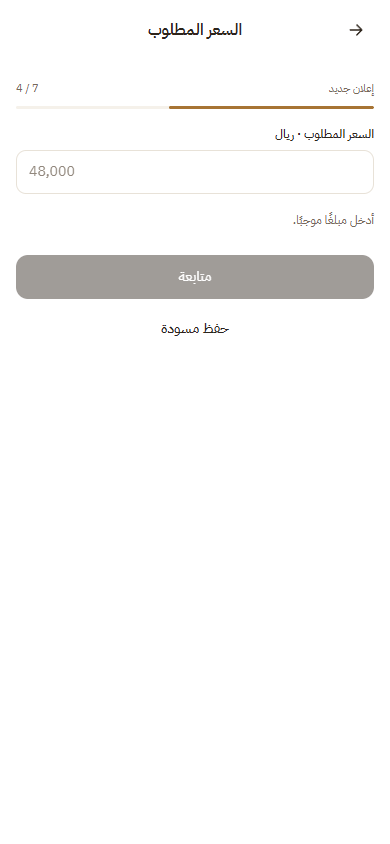 السعر المطلوب
إعلان جديد
4 / 7
السعر المطلوب · ريال
48,000
أدخل مبلغًا موجبًا.
متابعة
حفظ مسودة